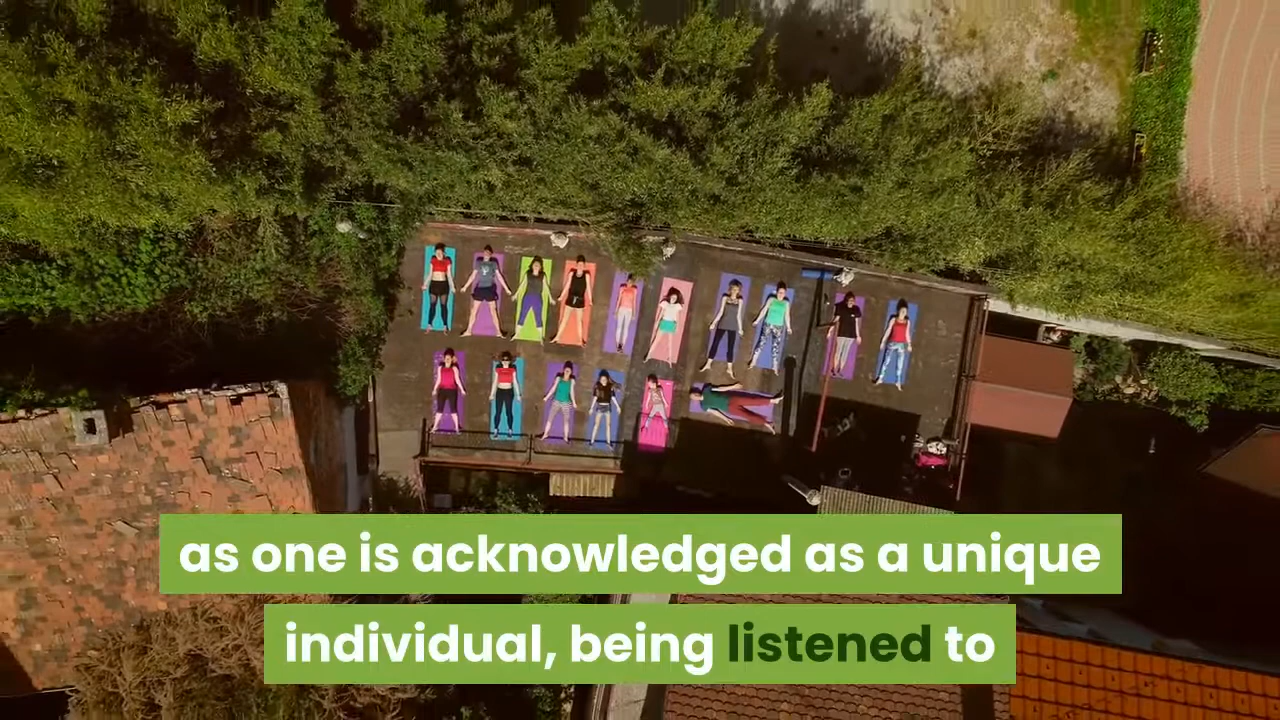 as one is acknowledged as a unique
individual, being listened to